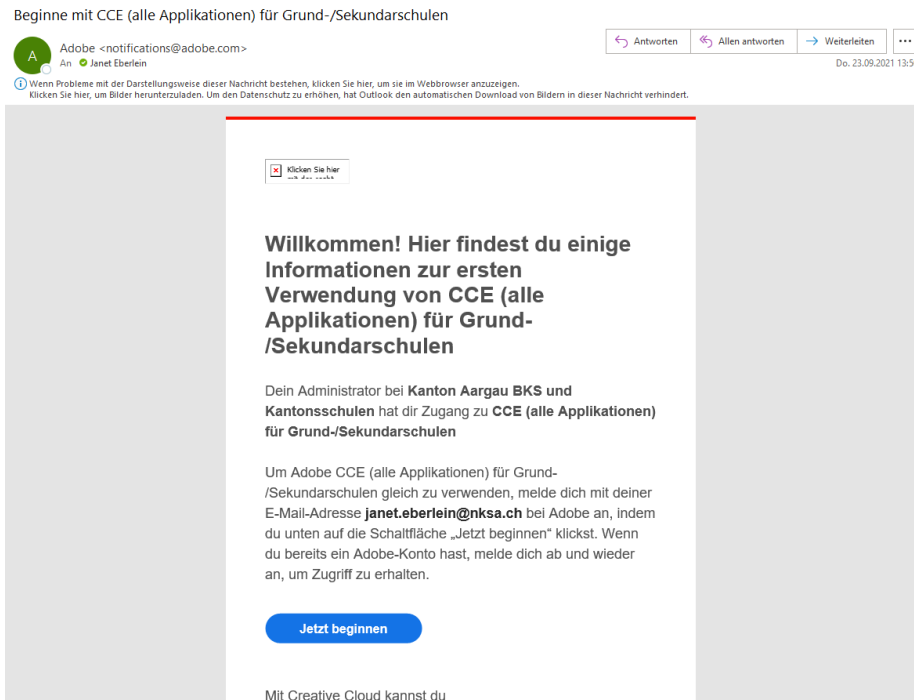 Beginne mit CCE (alle Applikationen) für Grund-/Sekundarschulen
A
Adobe <notifications@adobe.com>
An Janet Eberlein
Antworten
Allen antworten
Weiterleiten
Do. 23.09.2021 13:5
Wenn Probleme mit der Darstellungsweise dieser Nachricht bestehen, klicken Sie hier, um sie im Webbrowser anzuzeigen.
Klicken Sie hier, um Bilder herunterzuladen. Um den Datenschutz zu erhöhen, hat Outlook den automatischen Download von Bildern in dieser Nachricht verhindert.
Klicken Sie hier
Willkommen! Hier findest du einige
Informationen zur ersten
Verwendung von CCE (alle
Applikationen) für Grund-
/Sekundarschulen
Dein Administrator bei Kanton Aargau BKS und
Kantonsschulen hat dir Zugang zu CCE (alle Applikationen)
für Grund-/Sekundarschulen
Um Adobe CCE (alle Applikationen) für Grund-
/Sekundarschulen gleich zu verwenden, melde dich mit deiner
E-Mail-Adresse janet.eberlein@nksa.ch bei Adobe an, indem
du unten auf die Schaltfläche „Jetzt beginnen“ klickst. Wenn
du bereits ein Adobe-Konto hast, melde dich ab und wieder
an, um Zugriff zu erhalten.
Jetzt beginnen
Mit Creative Cloud kannst du